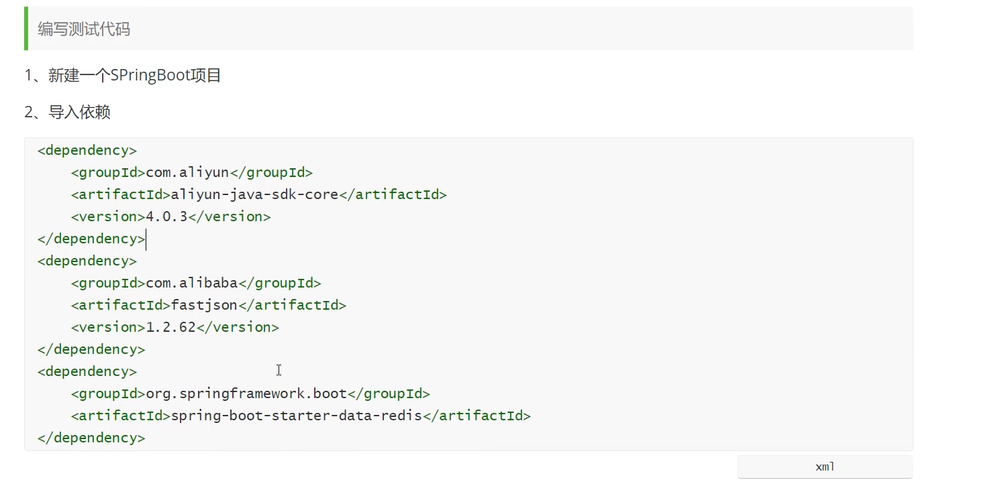 编写测试代码
1、新建一个SPringBoot项目
2、导入依赖
<dependency>
    <groupId>com.aliyun</groupId>
    <artifactId>aliyun-java-sdk-core</artifactId>
    <version>4.0.3</version>
</dependency>
<dependency>
    <groupId>com.alibaba</groupId>
    <artifactId>fastjson</artifactId>
    <version>1.2.62</version>
</dependency>
<dependency>
    <groupId>org.springframework.boot</groupId>
    <artifactId>spring-boot-starter-data-redis</artifactId>
</dependency>
xml